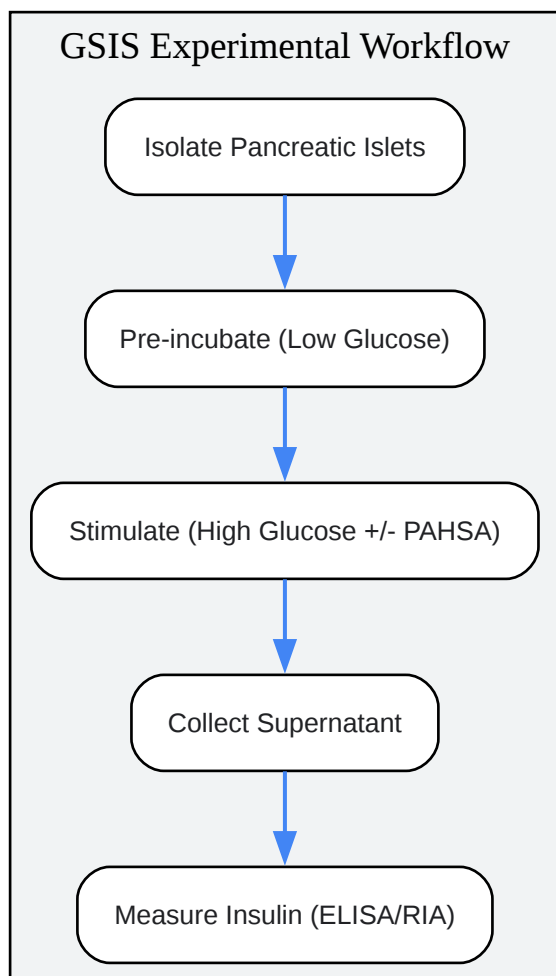 GSIS Experimental Workflow
Isolate Pancreatic Islets
Pre-incubate (Low Glucose)
Stimulate (High Glucose +/- PAHSA)
Collect Supernatant
Measure Insulin (ELISA/RIA)